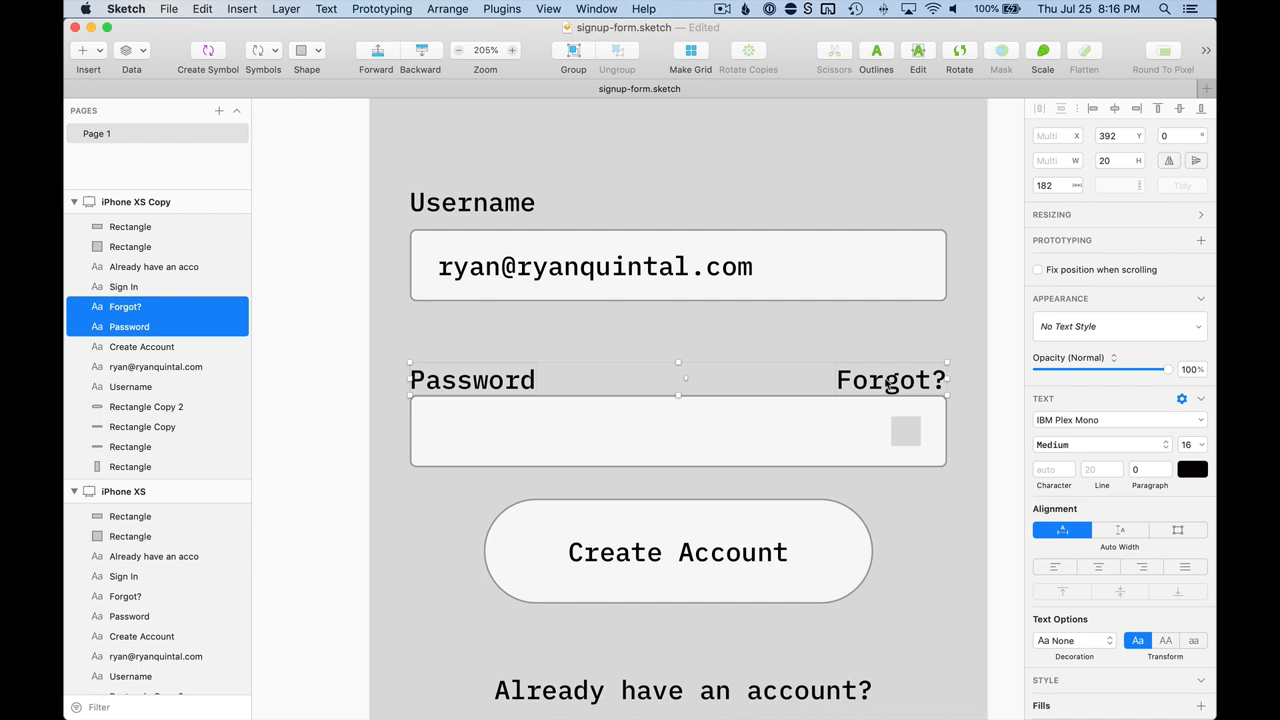 Sketch File Edit Insert Layer Text Prototyping Arrange Plugins View Window Help 100% Thu Jul 25 8:16 PM
signup-form.sketch — Edited
205%
Insert Data Create Symbol Symbols Shape Forward Backward Zoom Group Ungroup Make Grid Rotate Copies Scissors Outlines Edit Rotate Mask Scale Flatten Round To Pixel
signup-form.sketch
PAGES
Page 1
iPhone XS Copy
Rectangle
Rectangle
Already have an acco
Sign In
Forgot?
Password
Create Account
ryan@ryanquintal.com
Username
Rectangle Copy 2
Rectangle Copy
Rectangle
Rectangle
iPhone XS
Rectangle
Rectangle
Already have an acco
Sign In
Forgot?
Password
Create Account
ryan@ryanquintal.com
Username
Filter
Username
ryan@ryanquintal.com
Password Forgot?
Create Account
Already have an account?
Multi X 392 Y 0 °
Multi W 20 H
182
Tidy
RESIZING
PROTOTYPING
Fix position when scrolling
APPEARANCE
No Text Style
Opacity (Normal)
100%
TEXT
IBM Plex Mono
Medium 16
auto 20 0
Character Line Paragraph
Alignment
Auto Width
Text Options
Aa None Aa AA aa
Decoration Transform
STYLE
Fills